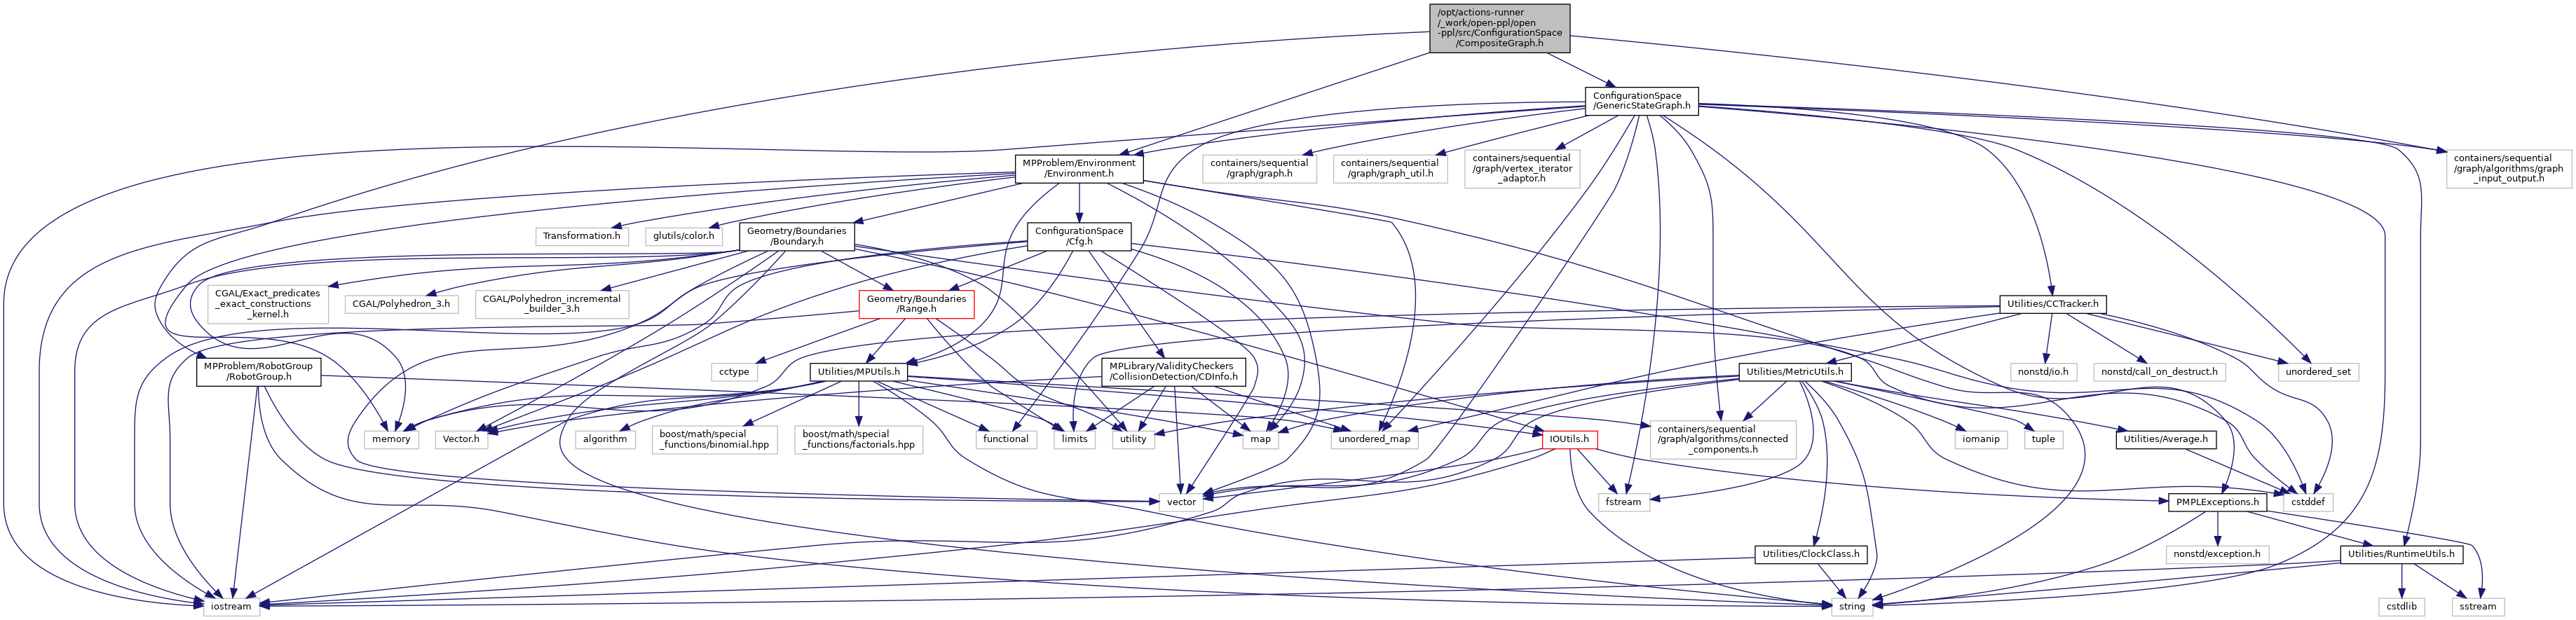 /opt/actions-runner
/_work/open-ppl/open
-ppl/src/ConfigurationSpace
/CompositeGraph.h
ConfigurationSpace
/GenericStateGraph.h
MPProblem/Environment
/Environment.h
containers/sequential
/graph/graph.h
containers/sequential
/graph/graph_util.h
containers/sequential
/graph/vertex_iterator
_adaptor.h
containers/sequential
/graph/algorithms/graph
_input_output.h
Transformation.h
glutils/color.h
Geometry/Boundaries
/Boundary.h
ConfigurationSpace
/Cfg.h
CGAL/Exact_predicates
_exact_constructions
_kernel.h
CGAL/Polyhedron_3.h
CGAL/Polyhedron_incremental
_builder_3.h
Geometry/Boundaries
/Range.h
Utilities/CCTracker.h
MPProblem/RobotGroup
/RobotGroup.h
cctype
Utilities/MPUtils.h
MPLibrary/ValidityCheckers
/CollisionDetection/CDInfo.h
Utilities/MetricUtils.h
nonstd/io.h
nonstd/call_on_destruct.h
unordered_set
memory
Vector.h
algorithm
boost/math/special
_functions/binomial.hpp
boost/math/special
_functions/factorials.hpp
functional
limits
utility
map
unordered_map
IOUtils.h
containers/sequential
/graph/algorithms/connected
_components.h
iomanip
tuple
Utilities/Average.h
vector
fstream
PMPLExceptions.h
cstddef
Utilities/ClockClass.h
nonstd/exception.h
Utilities/RuntimeUtils.h
iostream
string
cstdlib
sstream